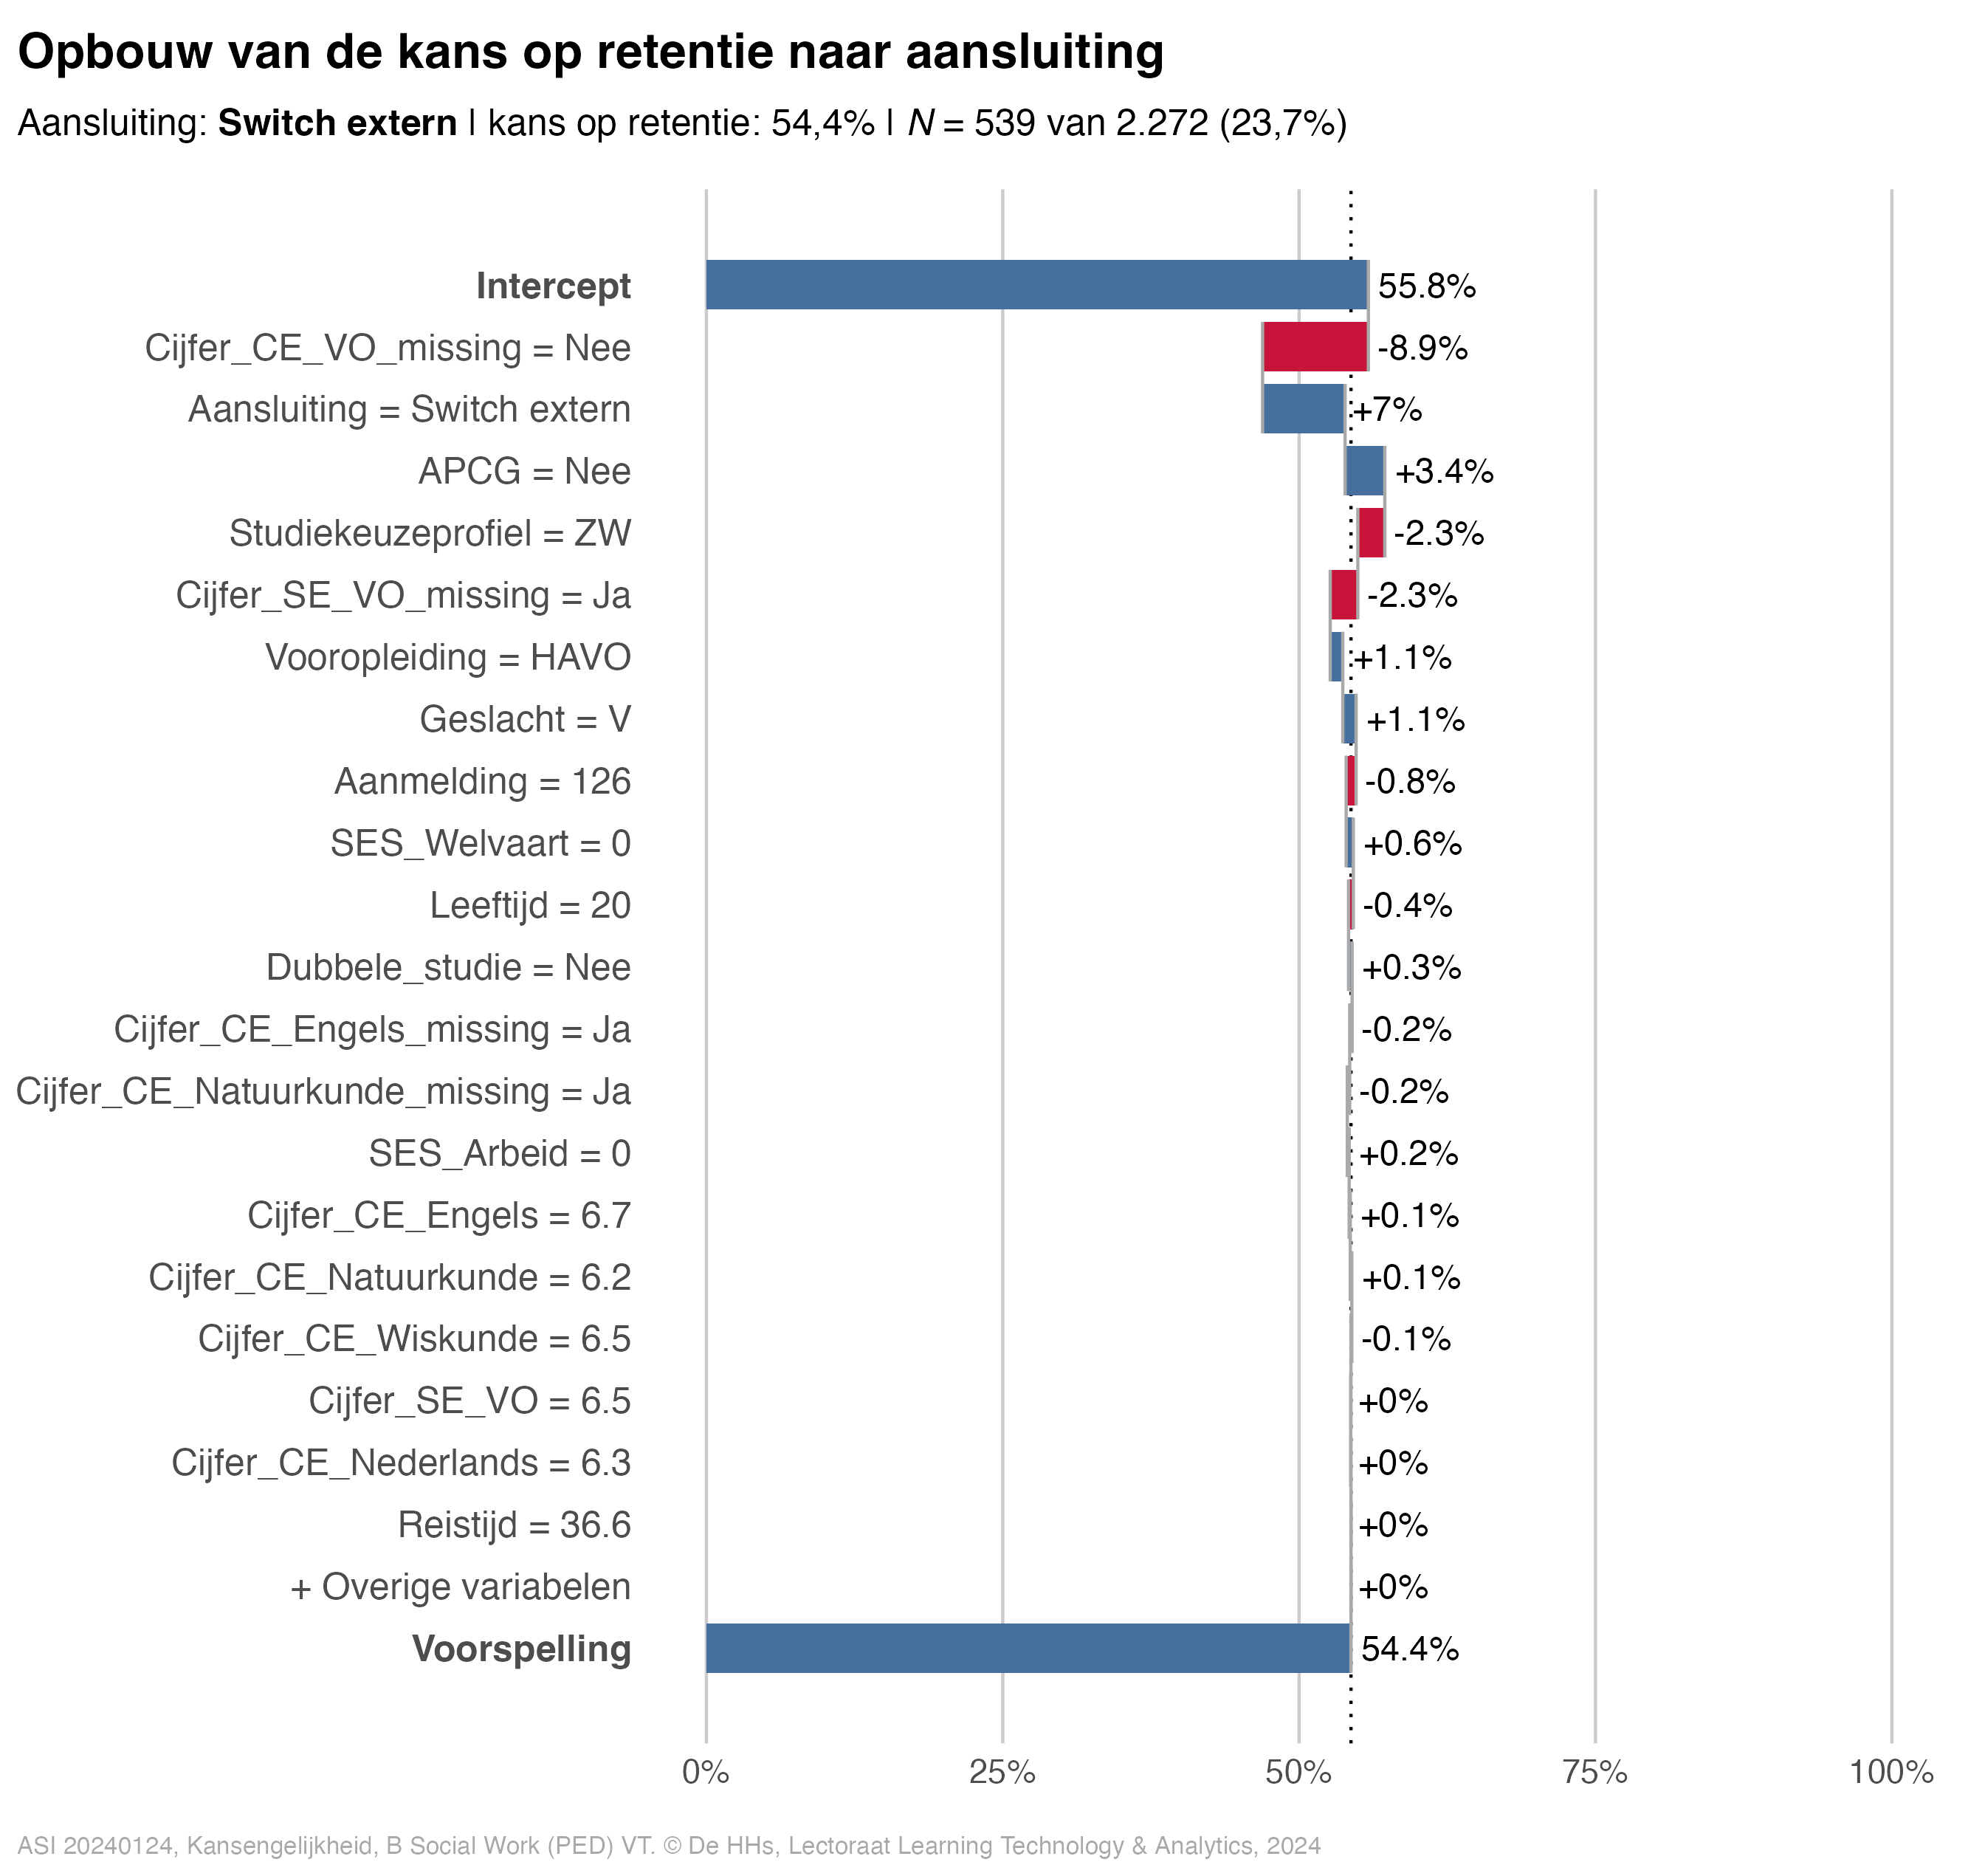 Opbouw van de kans op retentie naar aansluiting
Aansluiting: Switch extern | kans op retentie: 54,4% | N = 539 van 2.272 (23,7%)
Intercept 55.8%
Cijfer_CE_VO_missing = Nee -8.9%
Aansluiting = Switch extern +7%
APCG = Nee +3.4%
Studiekeuzeprofiel = ZW -2.3%
Cijfer_SE_VO_missing = Ja -2.3%
Vooropleiding = HAVO +1.1%
Geslacht = V +1.1%
Aanmelding = 126 -0.8%
SES_Welvaart = 0 +0.6%
Leeftijd = 20 -0.4%
Dubbele_studie = Nee +0.3%
Cijfer_CE_Engels_missing = Ja -0.2%
Cijfer_CE_Natuurkunde_missing = Ja -0.2%
SES_Arbeid = 0 +0.2%
Cijfer_CE_Engels = 6.7 +0.1%
Cijfer_CE_Natuurkunde = 6.2 +0.1%
Cijfer_CE_Wiskunde = 6.5 -0.1%
Cijfer_SE_VO = 6.5 +0%
Cijfer_CE_Nederlands = 6.3 +0%
Reistijd = 36.6 +0%
+ Overige variabelen +0%
Voorspelling 54.4%
0% 25% 50% 75% 100%
ASI 20240124, Kansengelijkheid, B Social Work (PED) VT. © De HHs, Lectoraat Learning Technology & Analytics, 2024